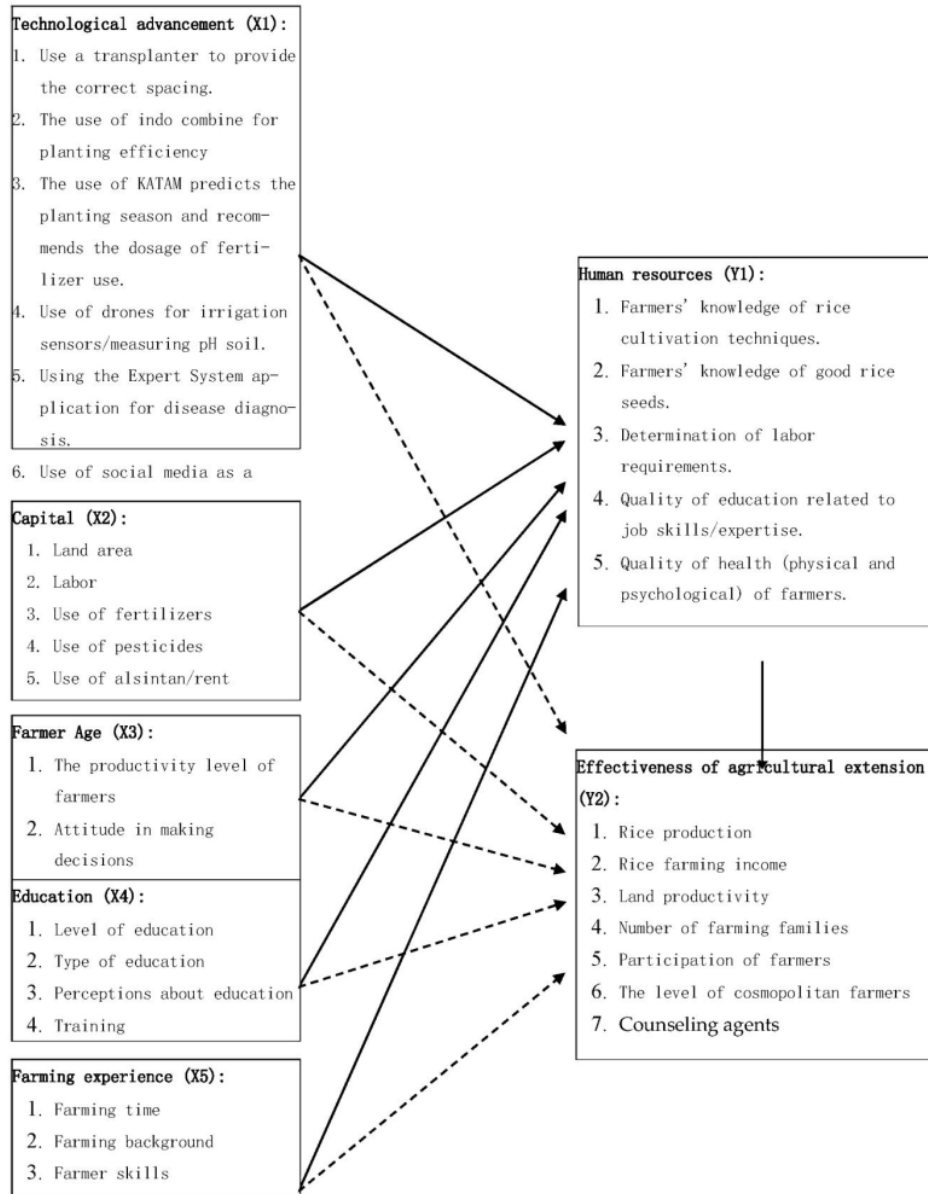 Technological advancement (X1):
1. Use a transplanter to provide
the correct spacing.
2. The use of indo combine for
planting efficiency
3. The use of KATAM predicts the
planting season and recom-
mends the dosage of ferti-
lizer use.
4. Use of drones for irrigation
sensors/measuring pH soil.
5. Using the Expert System ap-
plication for disease diagno-
sis.
6. Use of social media as a
Capital (X2):
1. Land area
2. Labor
3. Use of fertilizers
4. Use of pesticides
5. Use of alsintan/rent
Farmer Age (X3):
1. The productivity level of
farmers
2. Attitude in making
decisions
Education (X4):
1. Level of education
2. Type of education
3. Perceptions about education
4. Training
Farming experience (X5):
1. Farming time
2. Farming background
3. Farmer skills
Human resources (Y1):
1. Farmers' knowledge of rice
cultivation techniques.
2. Farmers' knowledge of good rice
seeds.
3. Determination of labor
requirements.
4. Quality of education related to
job skills/expertise.
5. Quality of health (physical and
psychological) of farmers.
Effectiveness of agricultural extension
(Y2):
1. Rice production
2. Rice farming income
3. Land productivity
4. Number of farming families
5. Participation of farmers
6. The level of cosmopolitan farmers
7. Counseling agents